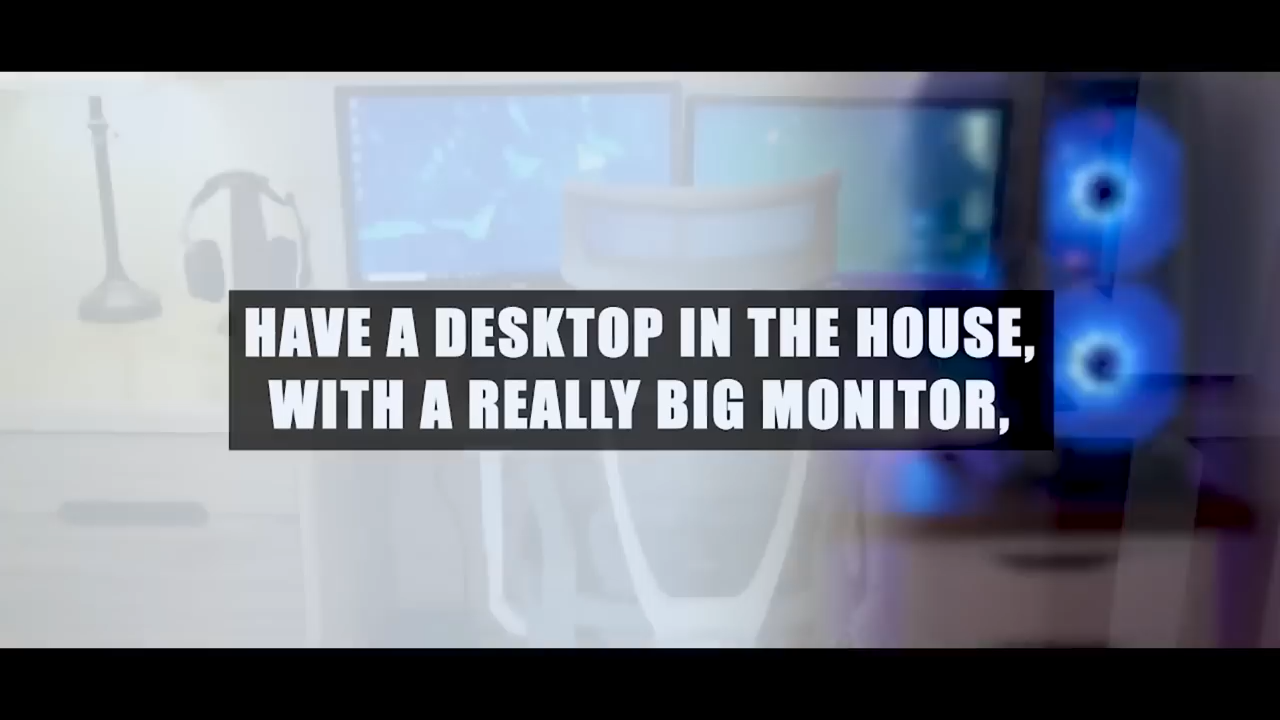 HAVE A DESKTOP IN THE HOUSE,
WITH A REALLY BIG MONITOR,